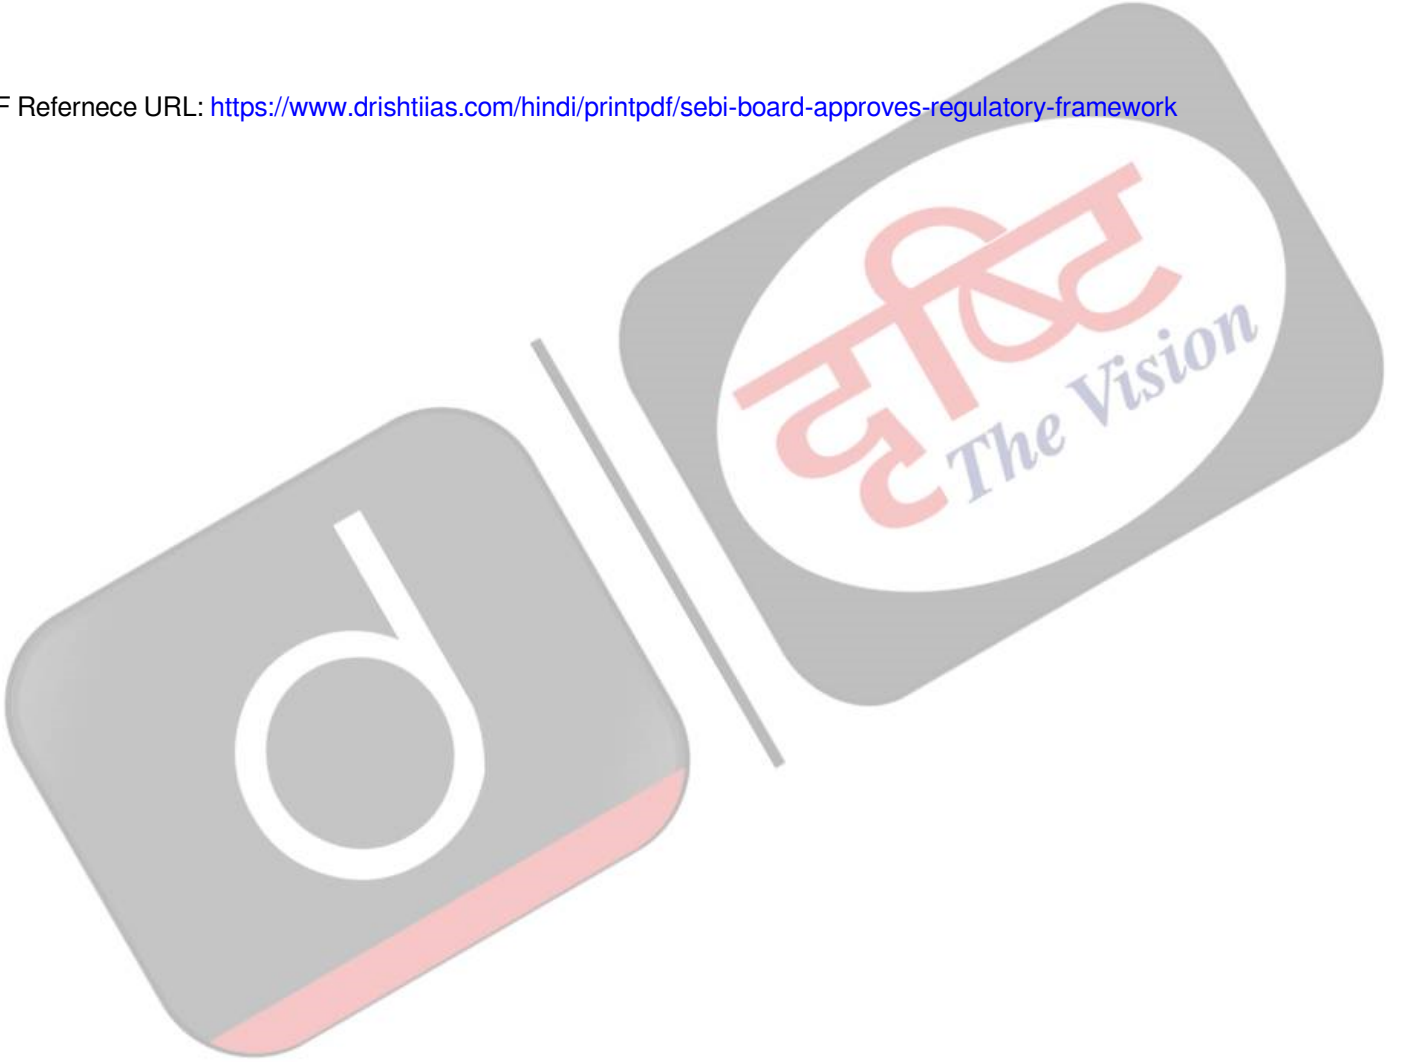 F Refernece URL: https://www.drishtiias.com/hindi/printpdf/sebi-board-approves-regulatory-framework
दृष्टि
The Vision
d